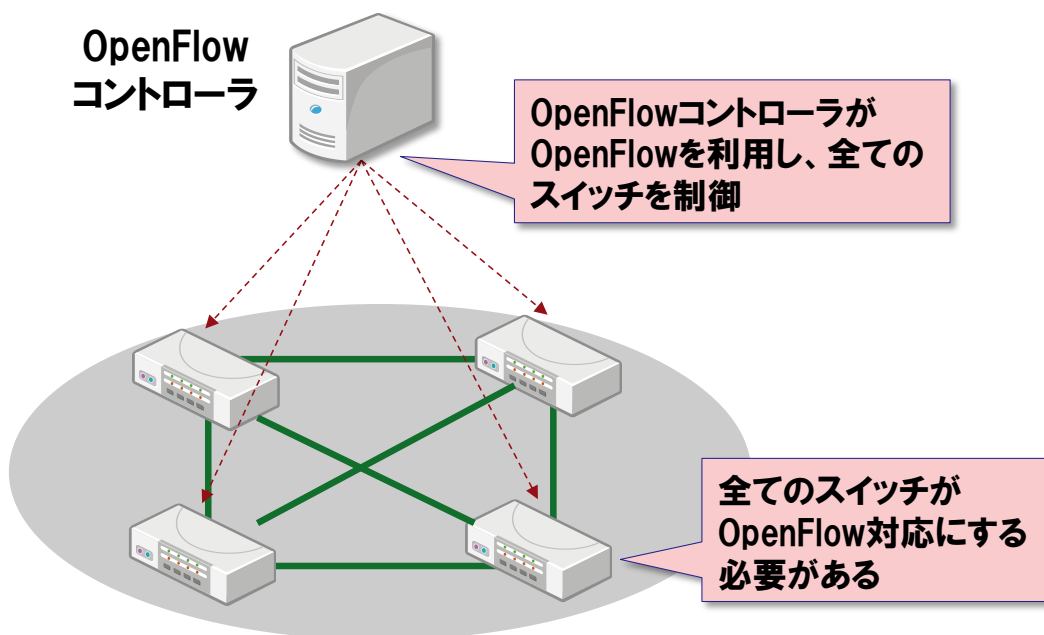 OpenFlow
コントローラ
OpenFlowコントローラが
OpenFlowを利用し、全ての
スイッチを制御
全てのスイッチが
OpenFlow対応にする
必要がある